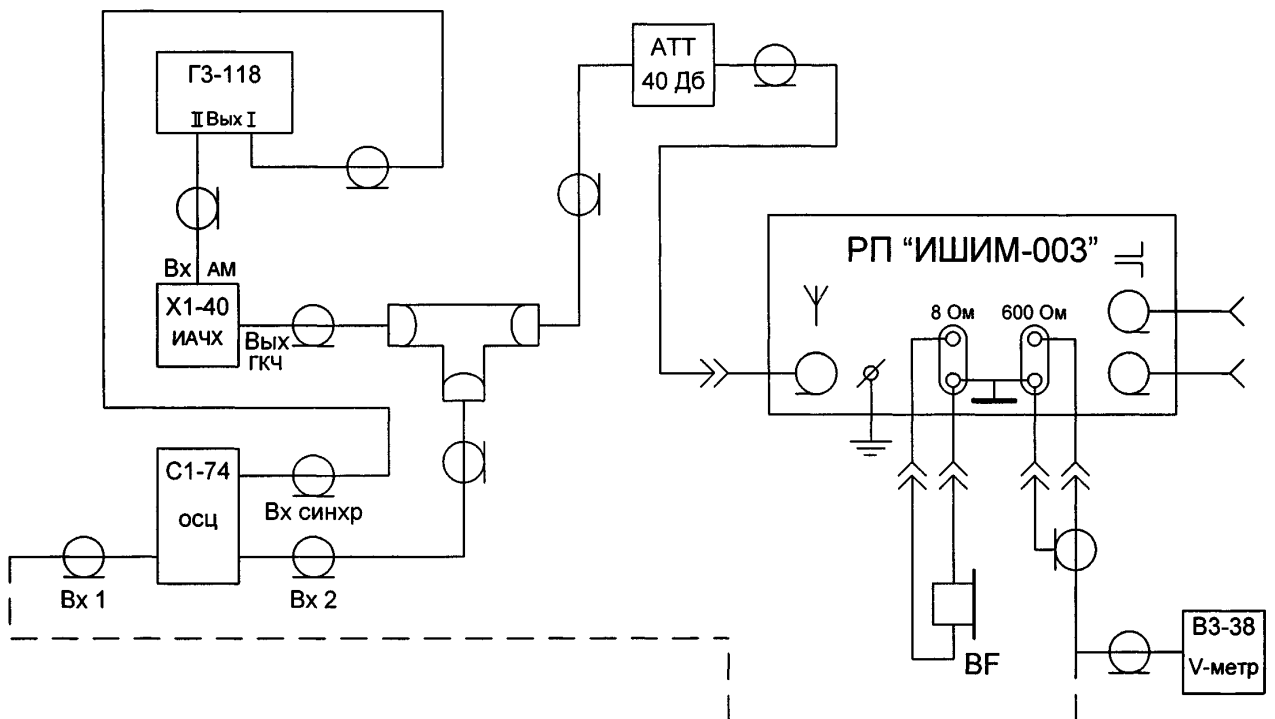 АТТ
40 Дб
Г3-118
II Вых I
РП “ИШИМ-003”
Вх АМ
Х1-40
ИАЧХ
Вых
ГКЧ
8 Ом 600 Ом
С1-74
осц
Вх синхр
Вх 1
Вх 2
BF
В3-38
V-метр